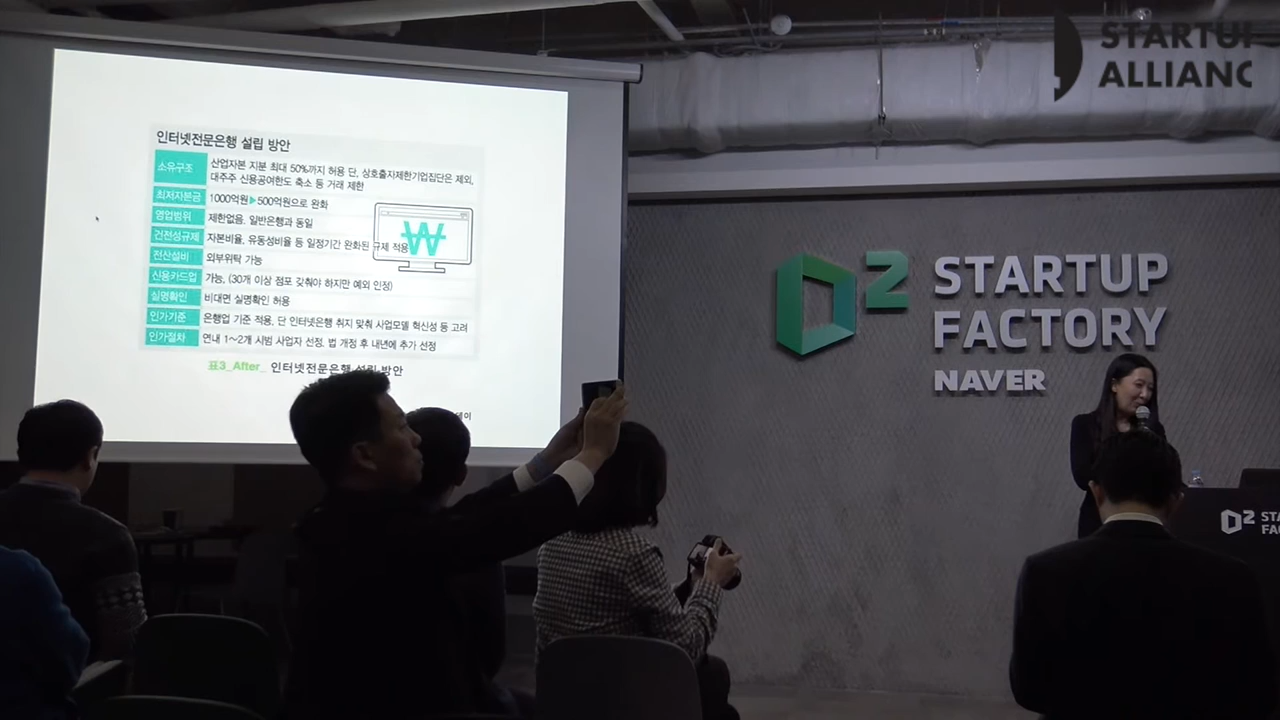 인터넷전문은행 설립 방안
소유구조 산업자본 지분 최대 50%까지 허용 단, 상호출자제한기업집단은 제외,
대주주 신용공여한도 축소 등 거래 제한
최저자본금 1000억원▶500억원으로 완화
영업범위 제한없음, 일반은행과 동일
건전성규제 자본비율, 유동성비율 등 일정기간 완화된 규제 적용
전산설비 외부위탁 가능
신용카드업 가능, (30개 이상 점포 갖춰야 하지만 예외 인정)
실명확인 비대면 실명확인 허용
인가기준 은행업 기준 적용, 단 인터넷은행 취지 맞춰 사업모델 혁신성 등 고려
인가절차 연내 1~2개 시범 사업자 선정, 법 개정 후 내년에 추가 선정
표3_After_ 인터넷전문은행 설립 방안
데이
STARTUP
ALLIANC
D2 STARTUP
FACTORY
NAVER
D2 STA
FAC